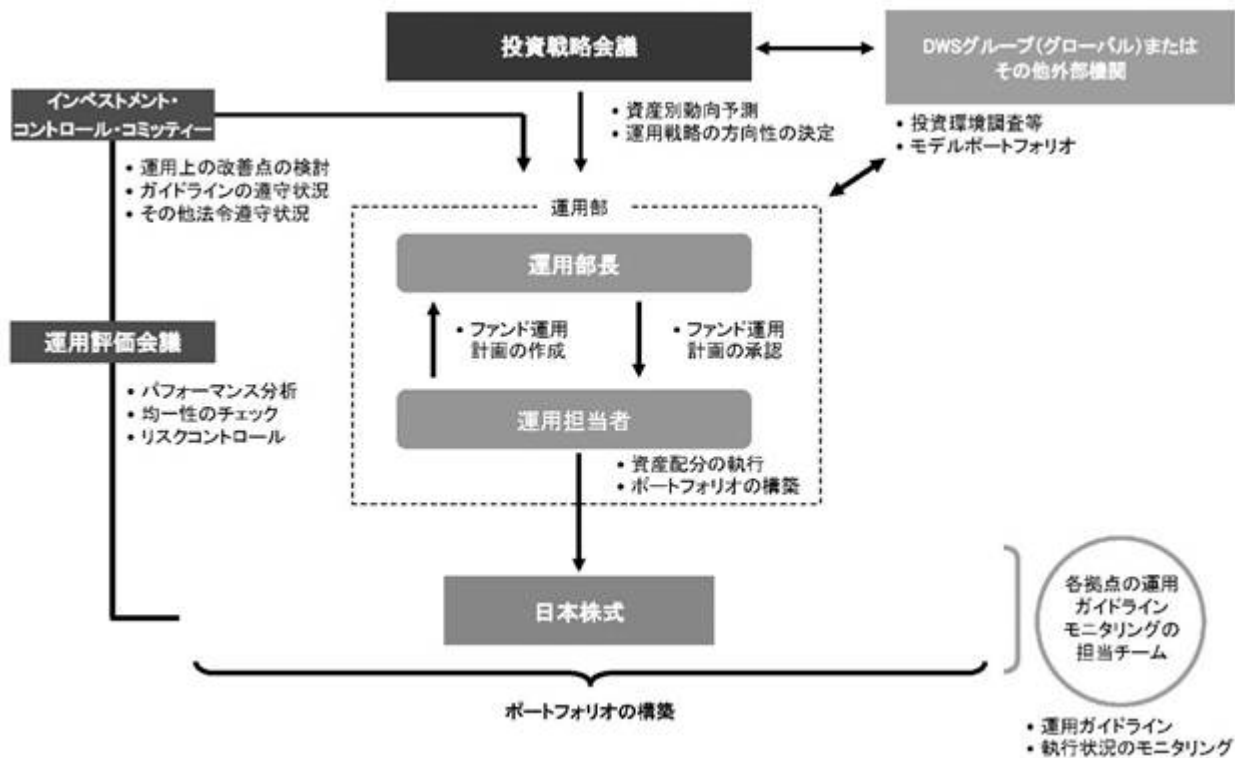 投資戦略会議
DWSグループ(グローバル)または
その他外部機関
インベストメント・
コントロール・コミッティー
• 資産別動向予測
• 運用戦略の方向性の決定
• 投資環境調査等
• モデルポートフォリオ
• 運用上の改善点の検討
• ガイドラインの遵守状況
• その他法令遵守状況
運用部
運用部長
• ファンド運用
計画の作成
• ファンド運用
計画の承認
運用評価会議
• パフォーマンス分析
• 均一性のチェック
• リスクコントロール
運用担当者
• 資産配分の執行
• ポートフォリオの構築
日本株式
各拠点の運用
ガイドライン
モニタリングの
担当チーム
ポートフォリオの構築
• 運用ガイドライン
• 執行状況のモニタリング